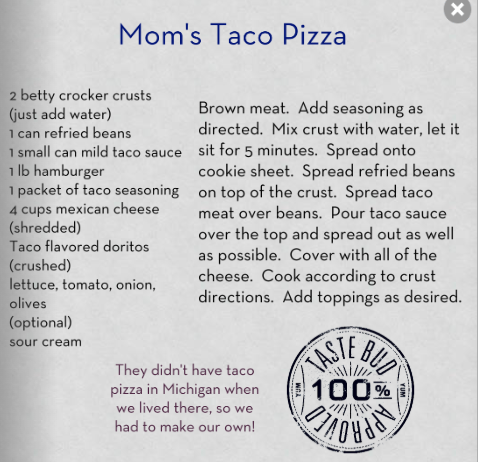 Mom's Taco Pizza
2 betty crocker crusts
(just add water)
1 can refried beans
1 small can mild taco sauce
1 lb hamburger
1 packet of taco seasoning
4 cups mexican cheese
(shredded)
Taco flavored doritos
(crushed)
lettuce, tomato, onion,
olives
(optional)
sour cream
Brown meat. Add seasoning as
directed. Mix crust with water, let it
sit for 5 minutes. Spread onto
cookie sheet. Spread refried beans
on top of the crust. Spread taco
meat over beans. Pour taco sauce
over the top and spread out as well
as possible. Cover with all of the
cheese. Cook according to crust
directions. Add toppings as desired.
They didn't have taco
pizza in Michigan when
we lived there, so we
had to make our own!
TASTE BUD
YUM 100% YUM
APPROVED